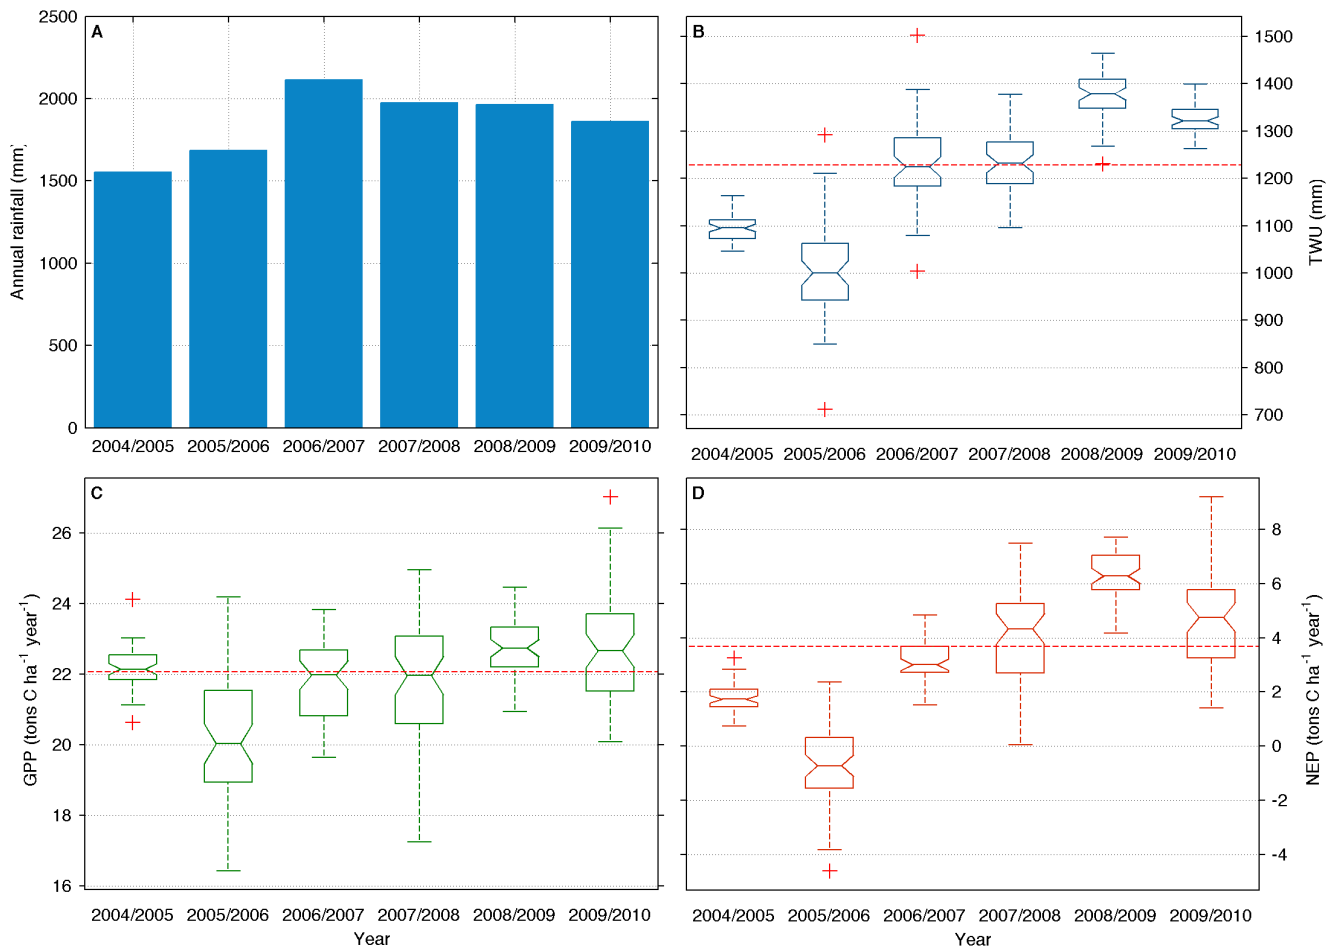 A
2500
2000
1500
1000
500
0
Annual rainfall (mm)
2004/2005 2005/2006 2006/2007 2007/2008 2008/2009 2009/2010
B
1500
1400
1300
1200
1100
1000
900
800
700
TWU (mm)
2004/2005 2005/2006 2006/2007 2007/2008 2008/2009 2009/2010
C
26
24
22
20
18
16
GPP (tons C ha⁻¹ year⁻¹)
2004/2005 2005/2006 2006/2007 2007/2008 2008/2009 2009/2010
Year
D
8
6
4
2
0
-2
-4
NEP (tons C ha⁻¹ year⁻¹)
2004/2005 2005/2006 2006/2007 2007/2008 2008/2009 2009/2010
Year